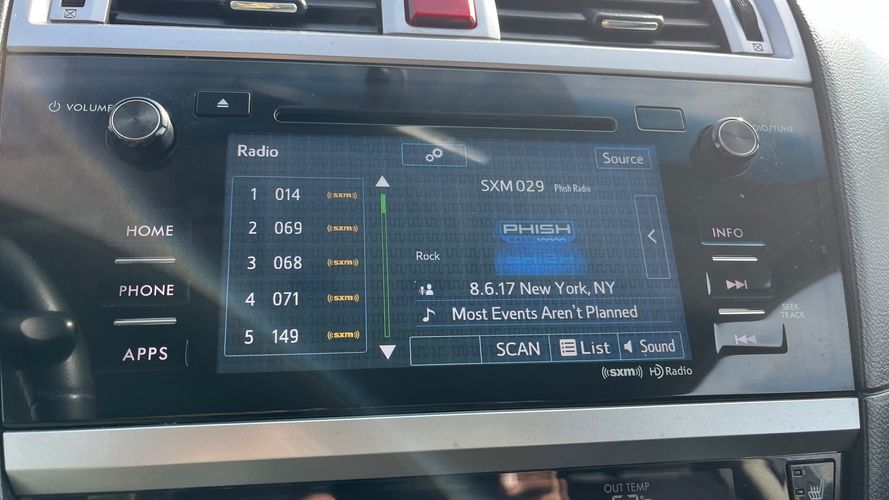 VOLUME
Radio
Source
SXM 029 Phish Radio
1 014 ((sxm))
2 069 ((sxm))
3 068 ((sxm))
4 071 ((sxm))
5 149 ((sxm))
PHISH
Rock
8.6.17 New York, NY
Most Events Aren't Planned
SCAN
List
Sound
HOME
PHONE
APPS
INFO
SEEK
TRACK
((sxm)) HD Radio
OUT TEMP